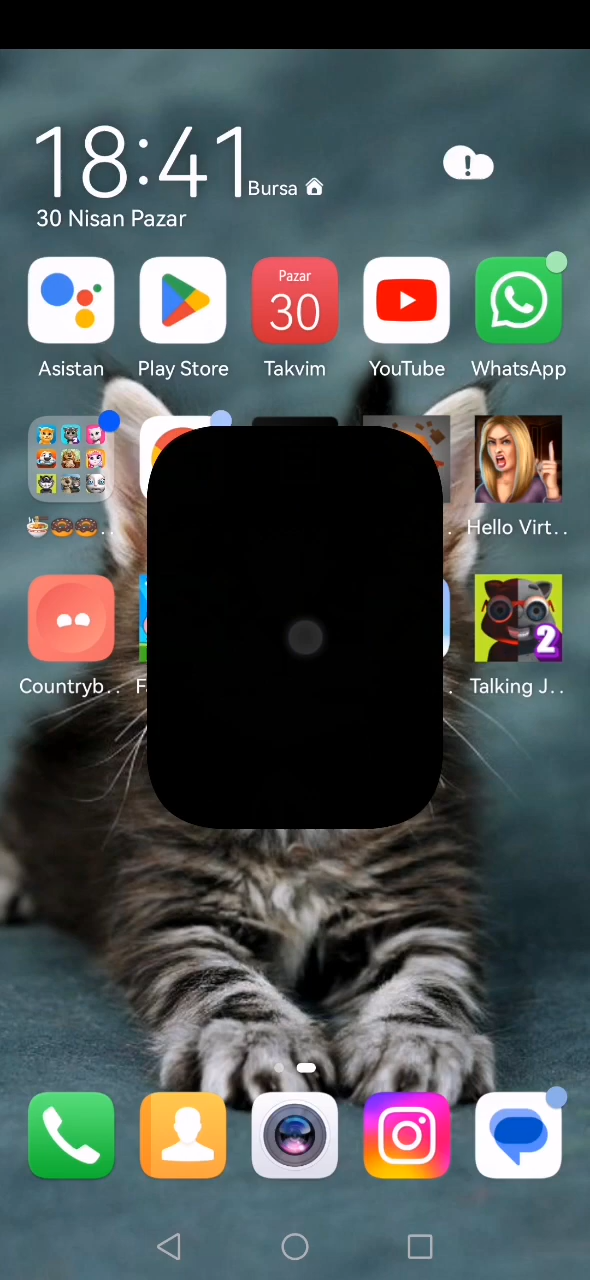 18:41 Bursa
30 Nisan Pazar
Pazar
30
Asistan Play Store Takvim YouTube WhatsApp
Hello Virt..
2
Countryb.. F
Talking J..